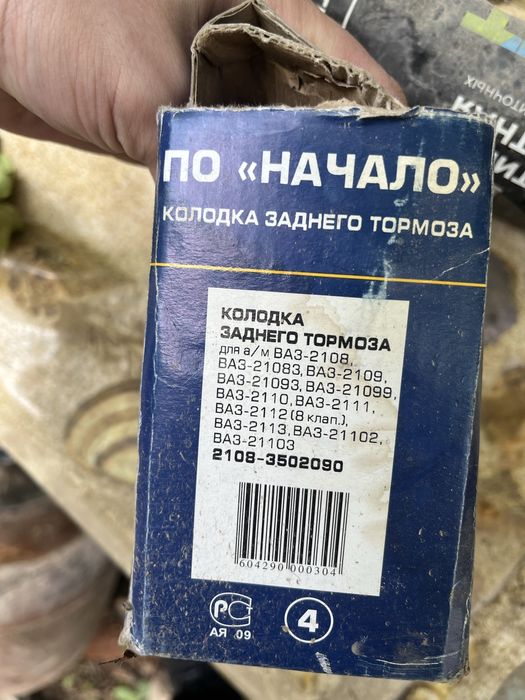 ПО «НАЧАЛО»
КОЛОДКА ЗАДНЕГО ТОРМОЗА
КОЛОДКА
ЗАДНЕГО ТОРМОЗА
для а/м ВАЗ-2108,
ВАЗ-21083, ВАЗ-2109,
ВАЗ-21093, ВАЗ-21099,
ВАЗ-2110, ВАЗ-2111,
ВАЗ-2112 (8 клап.),
ВАЗ-2113, ВАЗ-21102,
ВАЗ-21103
2108-3502090
604290 000304
РСТ
АЯ 09
4